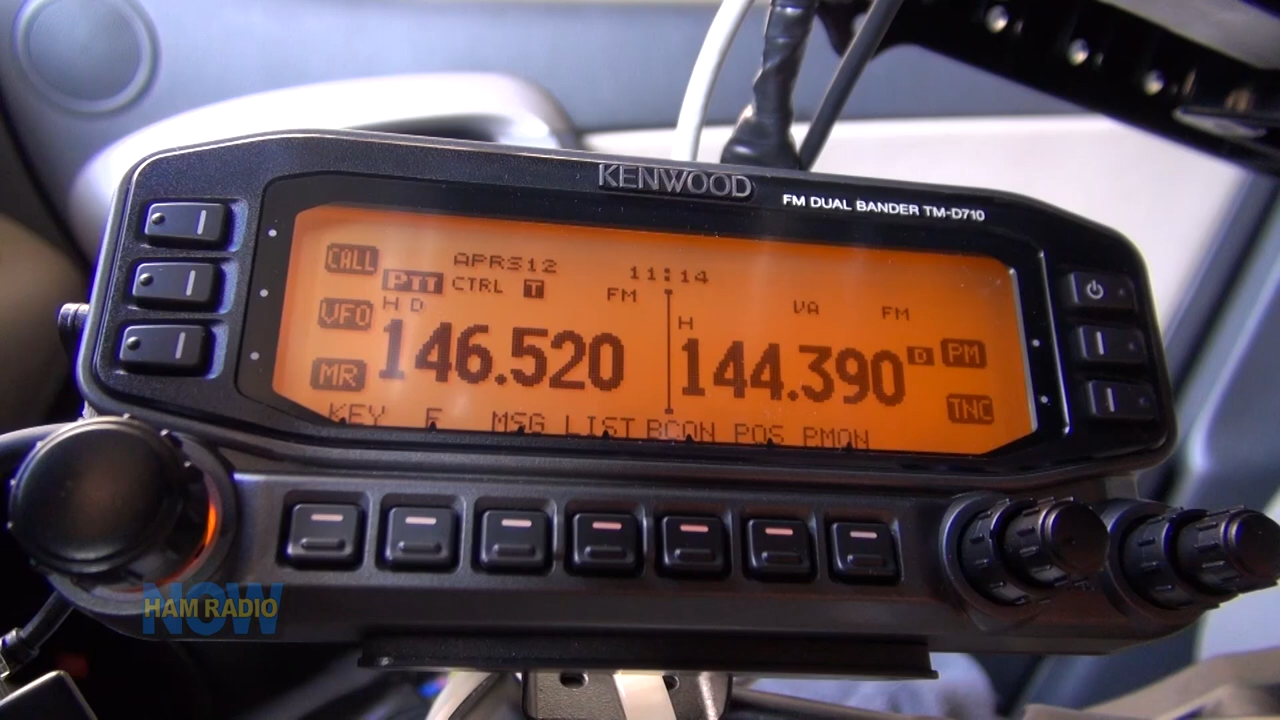 KENWOOD
FM DUAL BANDER TM-D710
CALL APRS12 11:14
PTT CTRL T FM VA FM
VFO H D H
146.520 144.390 D PM
MR TNC
KEY F MSG LIST BCON POS PMON
HAM RADIO
NOW